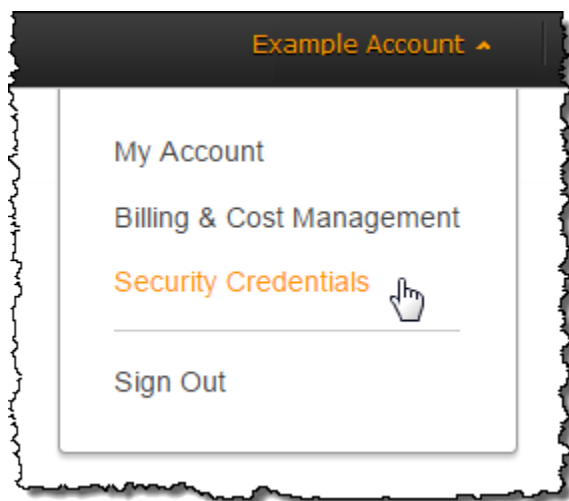 Example Account
My Account
Billing & Cost Management
Security Credentials
Sign Out